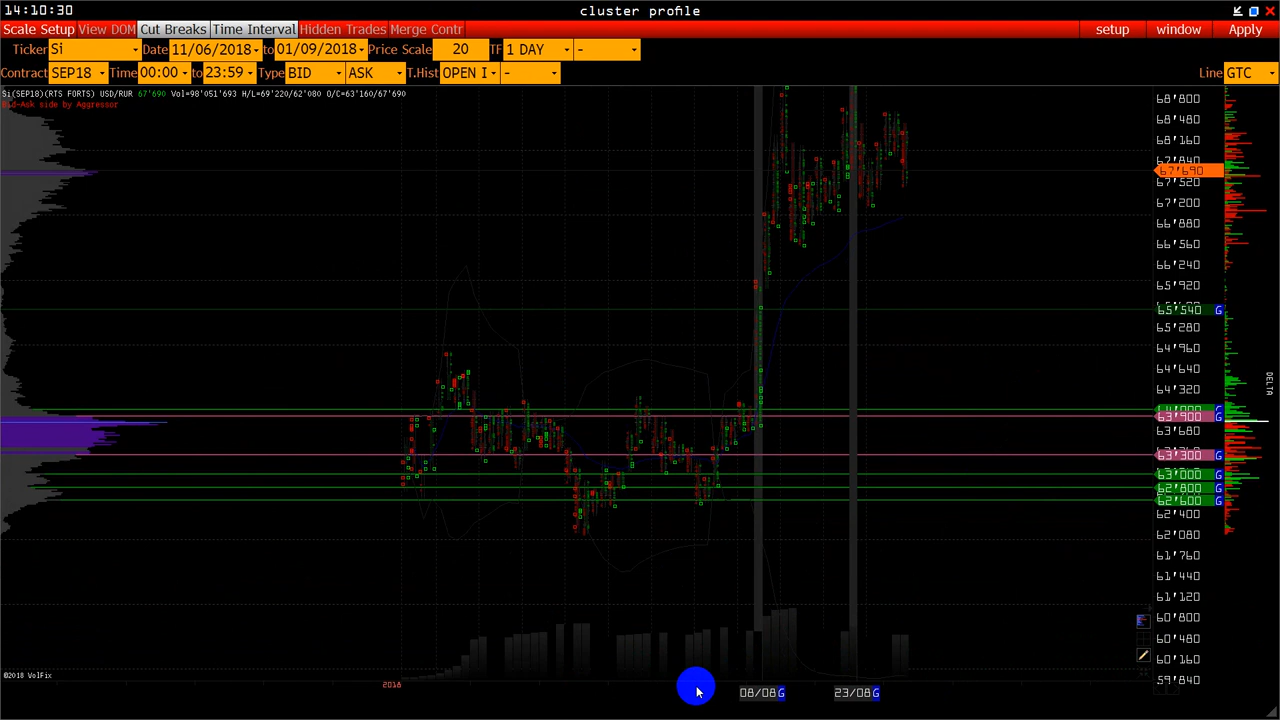 14:10:30 cluster profile
Scale Setup View DOM Cut Breaks Time Interval Hidden Trades Merge Contr setup window Apply
Ticker Si Date 11/06/2018 to 01/09/2018 Price Scale 20 TF 1 DAY -
Contract SEP18 Time 00:00 to 23:59 Type BID ASK T.Hist OPEN I - Line GTC
Si(SEP18)(RTS FORTS) USD/RUR 67'690 Vol=98'051'693 H/L=69'220/62'080 O/C=63'160/67'690
Bid-Ask side by Aggressor
68'800
68'480
68'160
67'840
67'690
67'520
67'200
66'880
66'560
66'240
65'920
65'540 G
65'280
64'960
64'640
64'320
DELTA
G
63'900 G
63'680
63'300 G
63'000 G
62'800 G
62'600 G
62'400
62'080
61'760
61'440
61'120
60'800
60'480
60'160
59'840
©2018 VolFix
2018
08/08 G 23/08 G